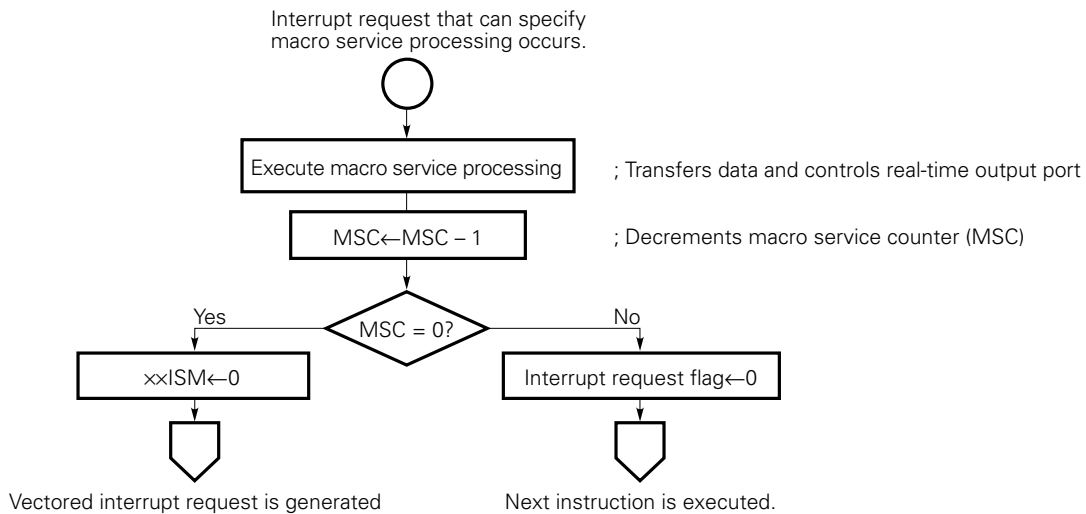 Interrupt request that can specify
macro service processing occurs.
Execute macro service processing
; Transfers data and controls real-time output port
MSC←MSC – 1
; Decrements macro service counter (MSC)
MSC = 0?
Yes
No
××ISM←0
Interrupt request flag←0
Vectored interrupt request is generated
Next instruction is executed.